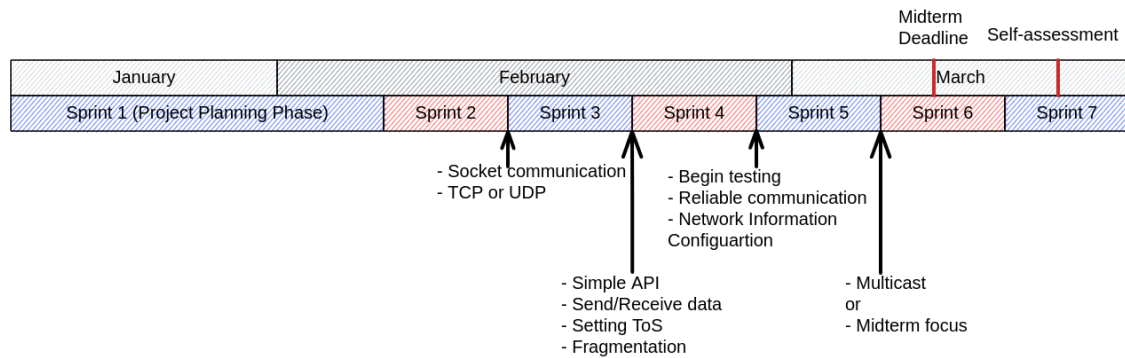 Midterm
Deadline
Self-assessment
January
February
March
Sprint 1 (Project Planning Phase)
Sprint 2
Sprint 3
Sprint 4
Sprint 5
Sprint 6
Sprint 7
- Socket communication
- TCP or UDP
- Begin testing
- Reliable communication
- Network Information
Configuartion
- Simple API
- Send/Receive data
- Setting ToS
- Fragmentation
- Multicast
or
- Midterm focus